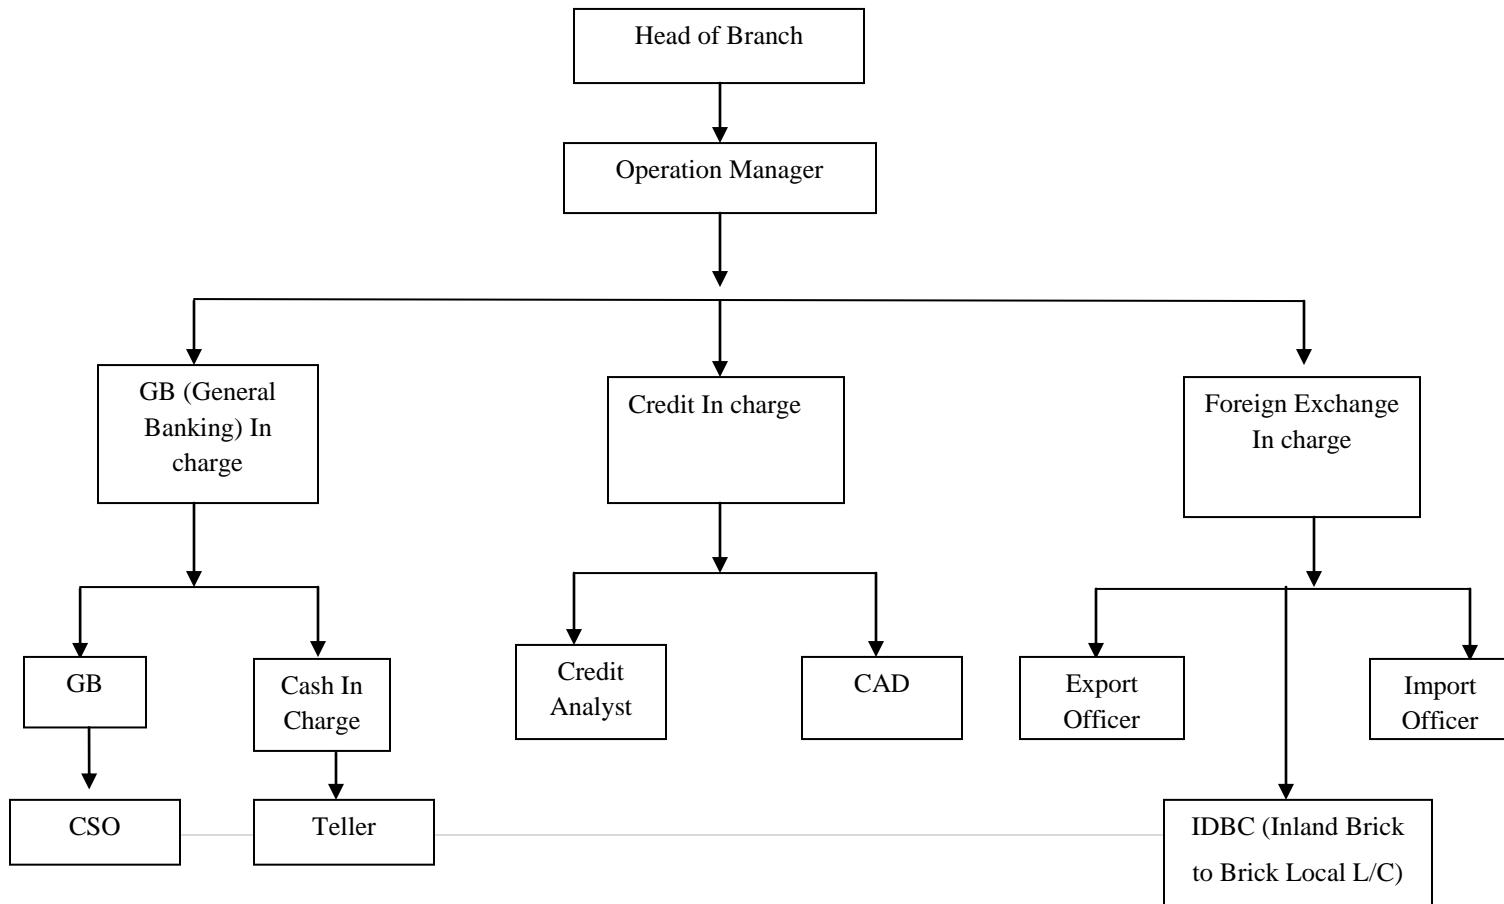 Head of Branch
Operation Manager
GB (General
Banking) In
charge
Credit In charge
Foreign Exchange
In charge
GB
Cash In
Charge
Credit
Analyst
CAD
Export
Officer
Import
Officer
CSO
Teller
IDBC (Inland Brick
to Brick Local L/C)